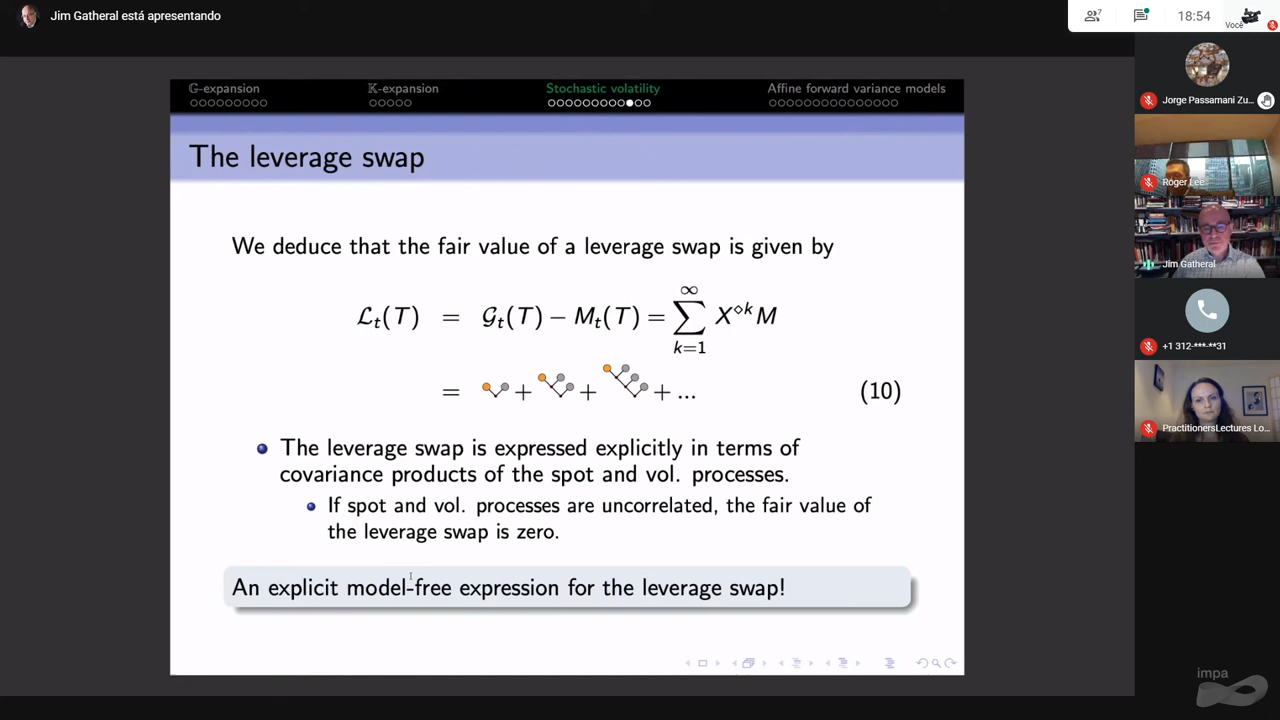 Jim Gatheral está apresentando
7
18:54
Você
𝔾-expansion
𝕂-expansion
Stochastic volatility
Affine forward variance models
The leverage swap
We deduce that the fair value of a leverage swap is given by
ℒₜ(T) = 𝒢ₜ(T) − Mₜ(T) = ∑_{k=1}^{∞} X^{⋄k} M
= + + + ... (10)
The leverage swap is expressed explicitly in terms of
covariance products of the spot and vol. processes.
If spot and vol. processes are uncorrelated, the fair value of
the leverage swap is zero.
An explicit model-free expression for the leverage swap!
Jorge Passamani Zu...
Roger Lee
Jim Gatheral
+1 312-***-**31
PractitionersLectures Lo...
impa